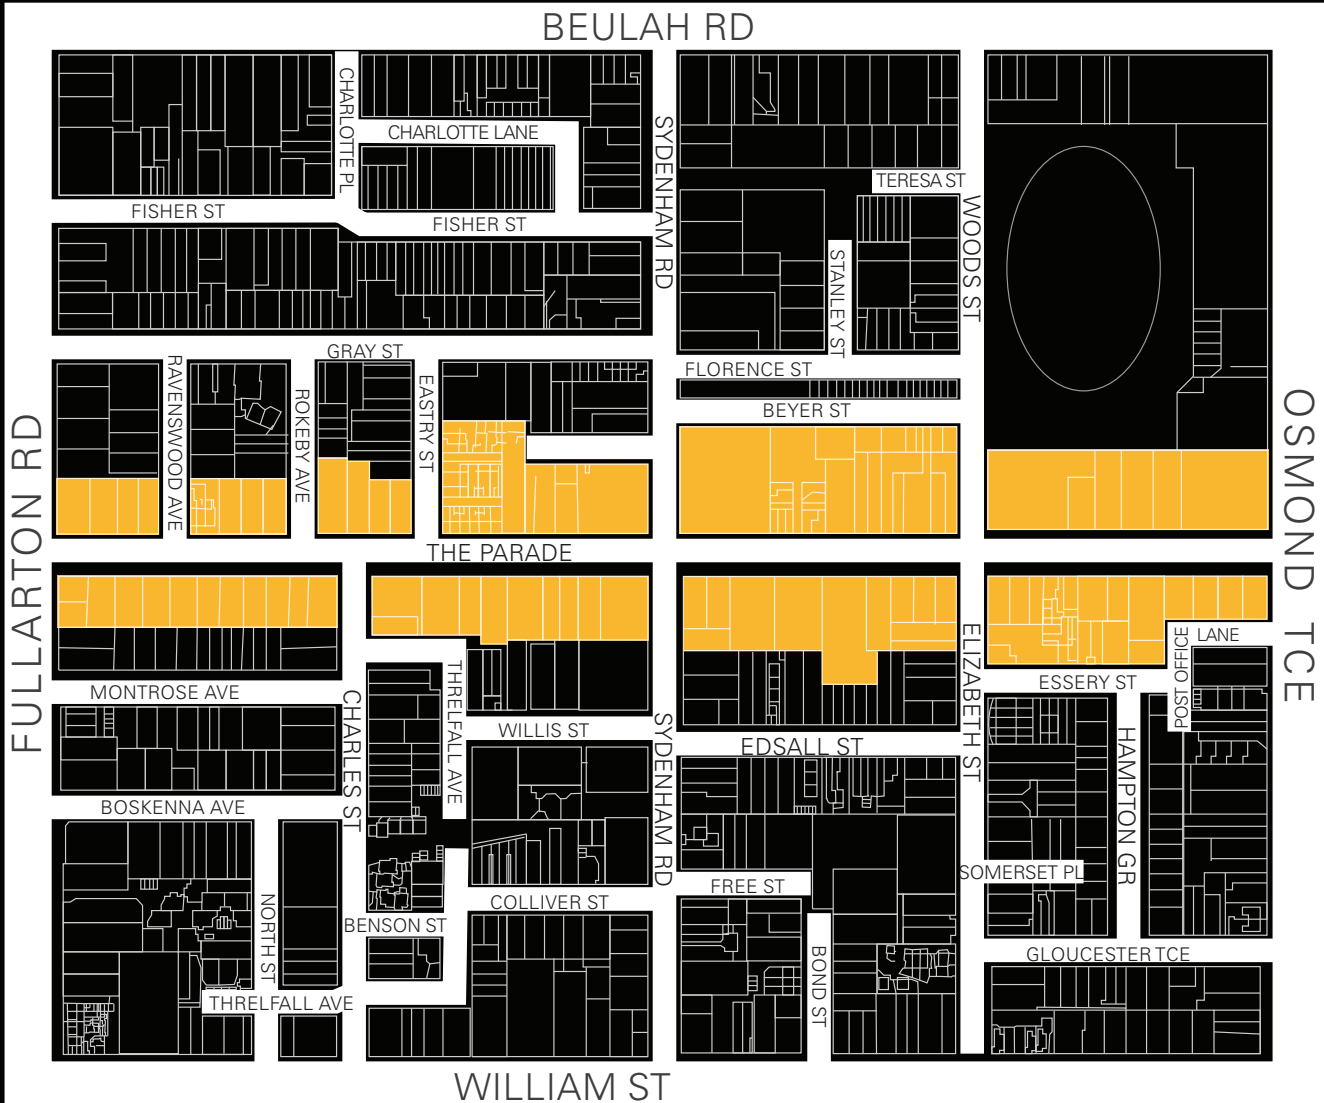 BEULAH RD
CHARLOTTE PL
CHARLOTTE LANE
SYDENHAM RD
TERESA ST
WOODS ST
FISHER ST
FISHER ST
STANLEY ST
GRAY ST
FLORENCE ST
BEYER ST
RAVENSWOOD AVE
ROKEBY AVE
EASTRY ST
FULLARTON RD
OSMOND TCE
THE PARADE
ELIZABETH ST
POST OFFICE
LANE
ESSERY ST
MONTROSE AVE
CHARLES ST
THRELFALL AVE
WILLIS ST
SYDENHAM RD
EDSALL ST
HAMPTON GR
BOSKENNA AVE
SOMERSET PL
FREE ST
NORTH ST
COLLIVER ST
BENSON ST
BOND ST
GLOUCESTER TCE
THRELFALL AVE
WILLIAM ST